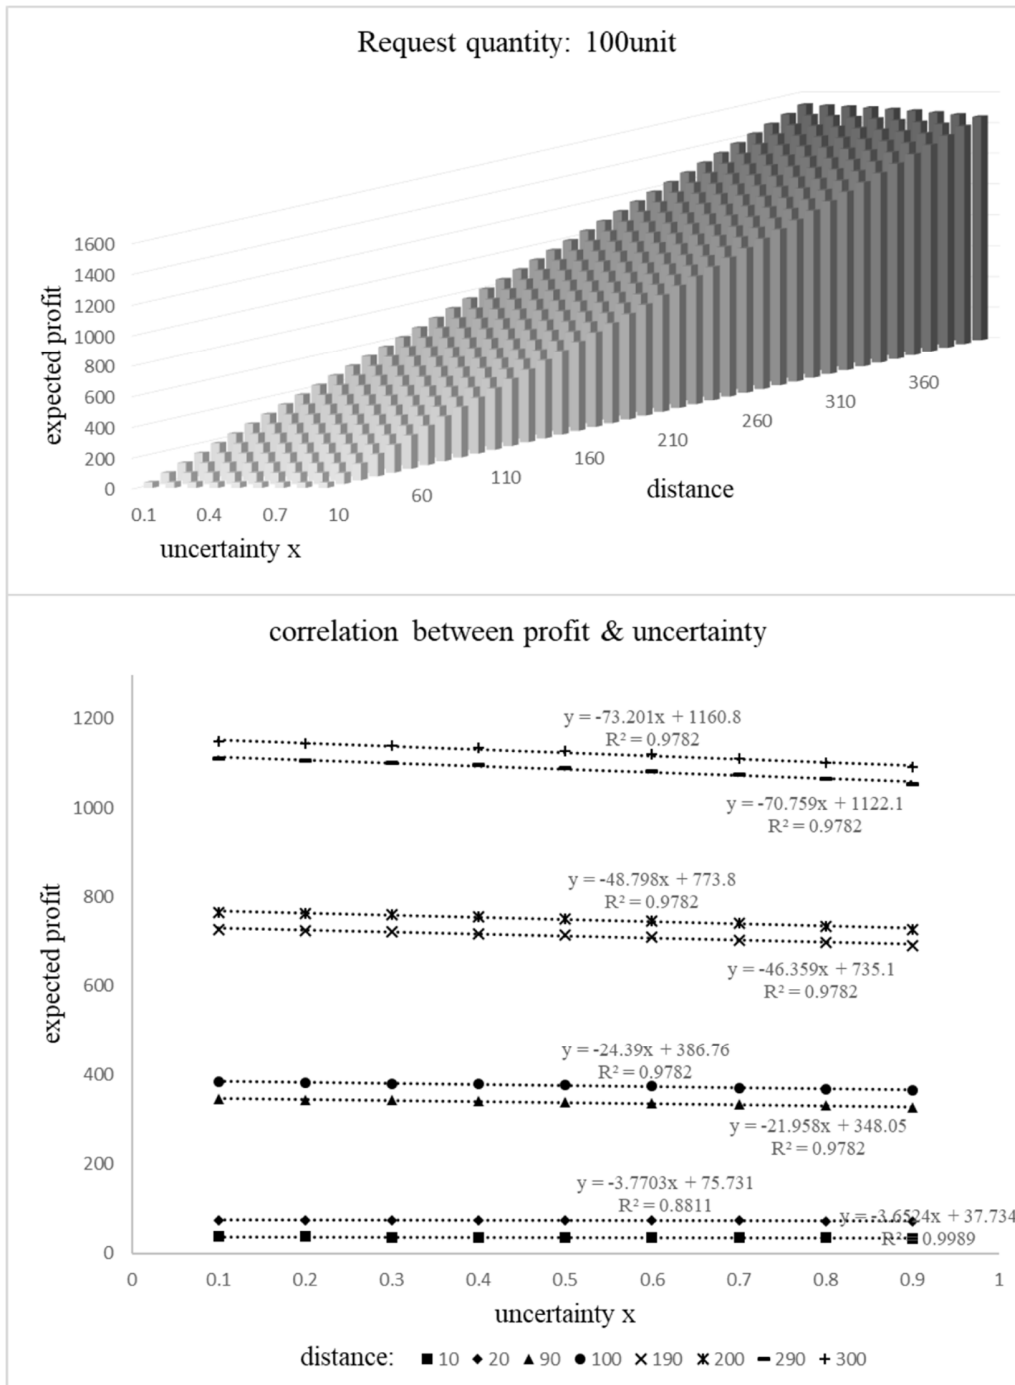 Request quantity: 100unit
1600
1400
1200
1000
800
600
400
200
0
expected profit
0.1 0.4 0.7 10
60
110
160
210
260
310
360
uncertainty x
distance
correlation between profit & uncertainty
1200
1000
800
600
400
200
0
expected profit
y = -73.201x + 1160.8
R² = 0.9782
y = -70.759x + 1122.1
R² = 0.9782
y = -48.798x + 773.8
R² = 0.9782
y = -46.359x + 735.1
R² = 0.9782
y = -24.39x + 386.76
R² = 0.9782
y = -21.958x + 348.05
R² = 0.9782
y = -3.7703x + 75.731
R² = 0.8811
y = -3.6524x + 37.734
R² = 0.9989
0 0.1 0.2 0.3 0.4 0.5 0.6 0.7 0.8 0.9 1
uncertainty x
distance: 10 20 90 100 190 200 290 300